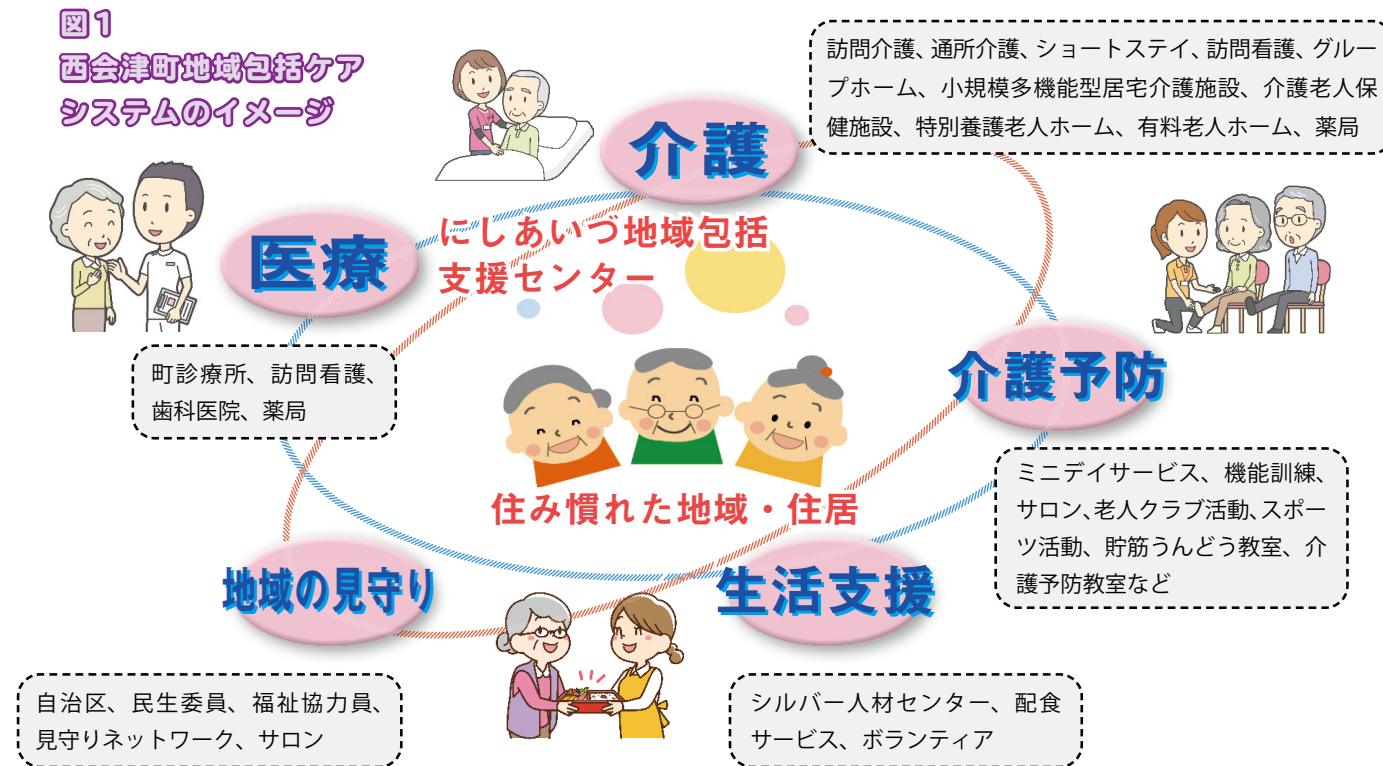 図1
西会津町地域包括ケア
システムのイメージ
介護
訪問介護、通所介護、ショートステイ、訪問看護、グルー
プホーム、小規模多機能型居宅介護施設、介護老人保
健施設、特別養護老人ホーム、有料老人ホーム、薬局
医療
町診療所、訪問看護、
歯科医院、薬局
にしあいづ地域包括
支援センター
介護予防
ミニデイサービス、機能訓練、
サロン、老人クラブ活動、スポー
ツ活動、貯筋うんどう教室、介
護予防教室など
住み慣れた地域・住居
地域の見守り
自治区、民生委員、福祉協力員、
見守りネットワーク、サロン
生活支援
シルバー人材センター、配食
サービス、ボランティア